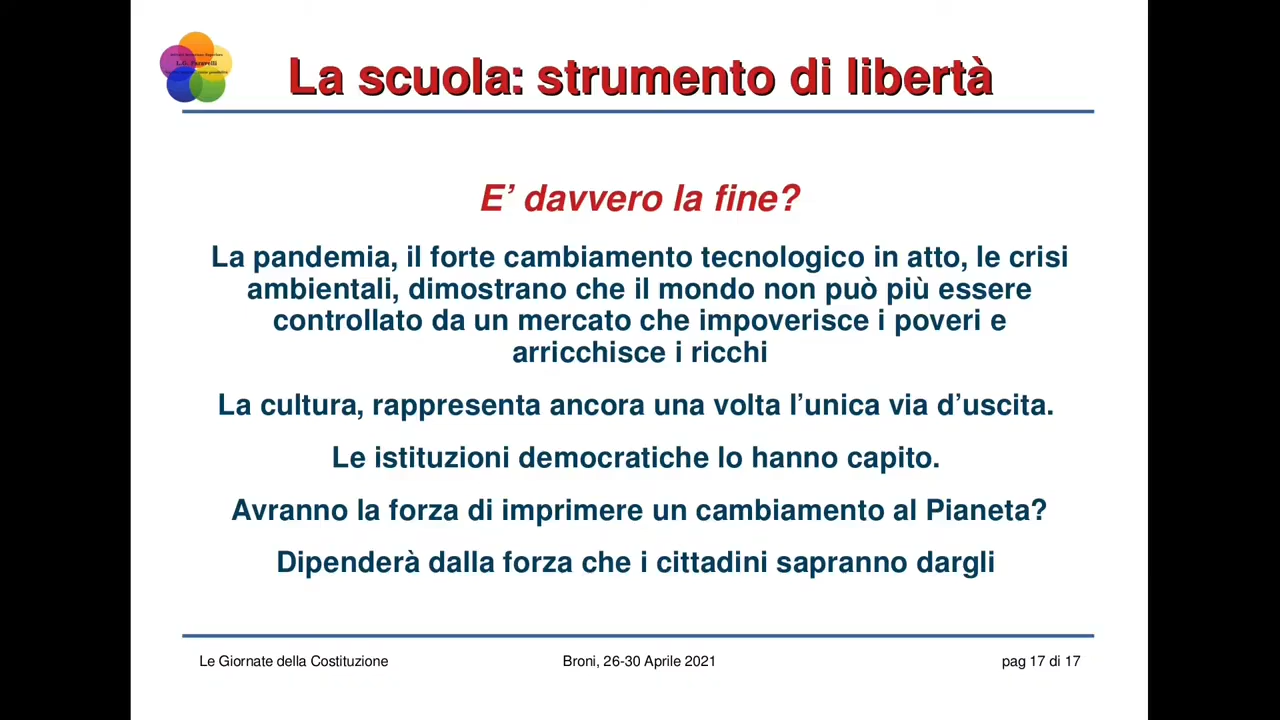 L.G. Faravelli
La scuola: strumento di libertà
E’ davvero la fine?
La pandemia, il forte cambiamento tecnologico in atto, le crisi
ambientali, dimostrano che il mondo non può più essere
controllato da un mercato che impoverisce i poveri e
arricchisce i ricchi
La cultura, rappresenta ancora una volta l’unica via d’uscita.
Le istituzioni democratiche lo hanno capito.
Avranno la forza di imprimere un cambiamento al Pianeta?
Dipenderà dalla forza che i cittadini sapranno dargli
Le Giornate della Costituzione
Broni, 26-30 Aprile 2021
pag 17 di 17